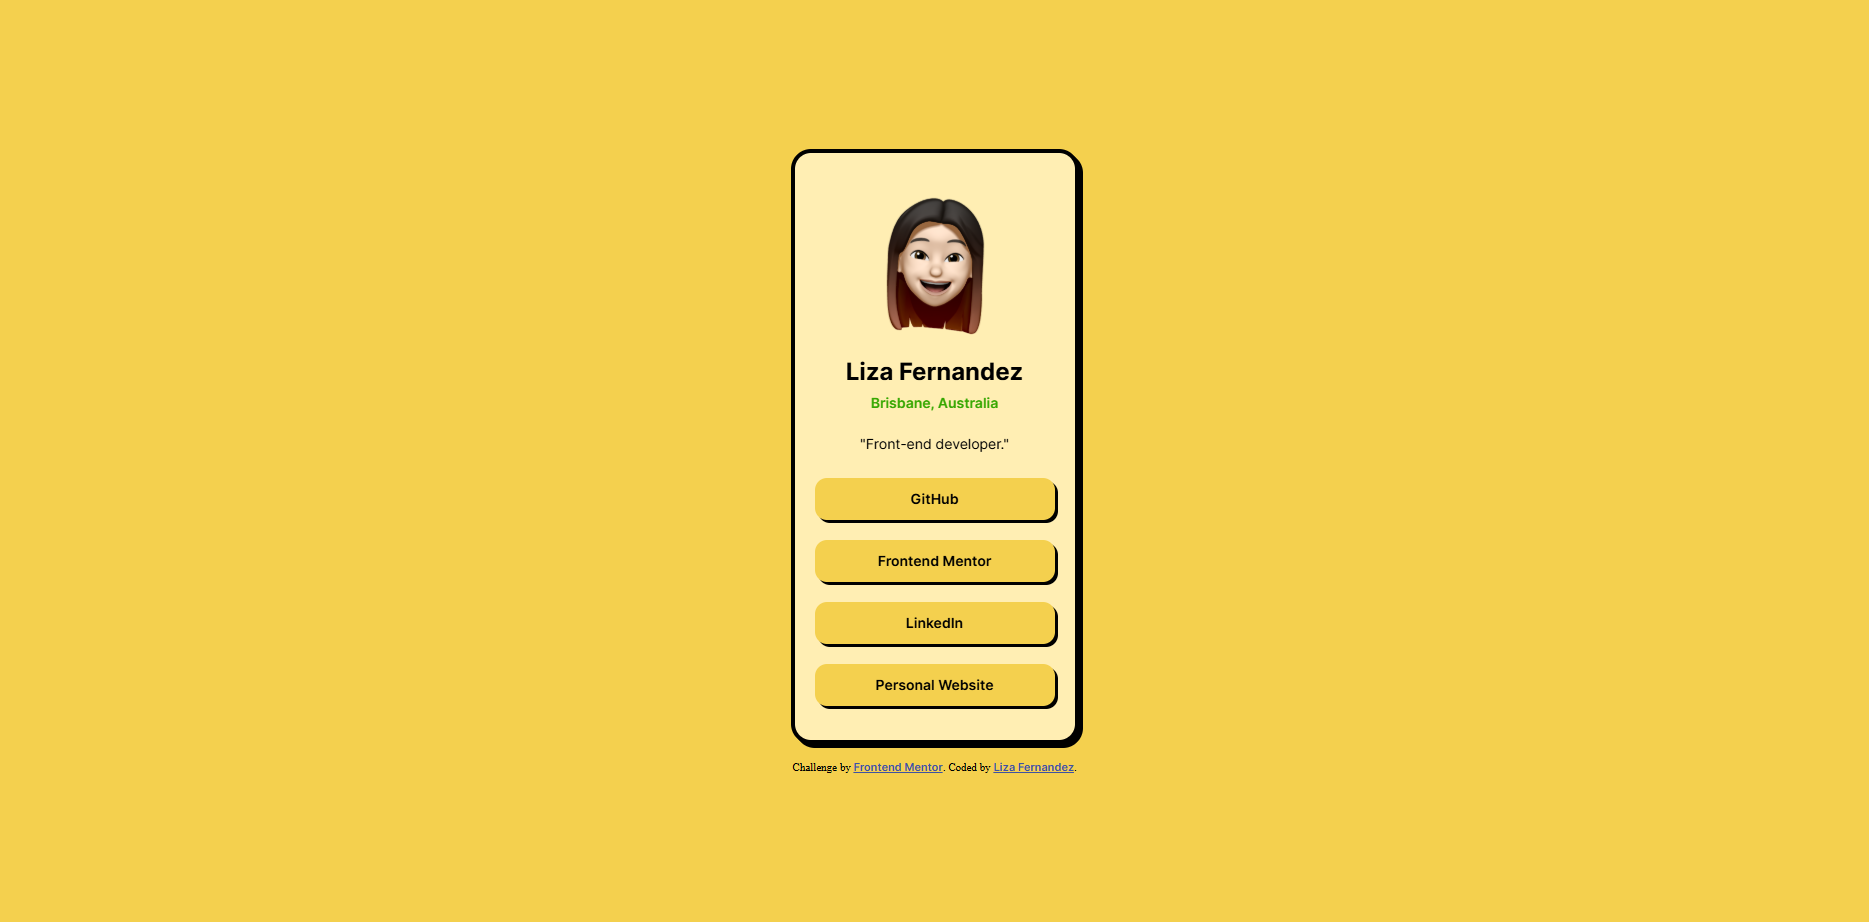 Liza Fernandez
Brisbane, Australia
"Front-end developer."
GitHub
Frontend Mentor
LinkedIn
Personal Website
Challenge by Frontend Mentor. Coded by Liza Fernandez.